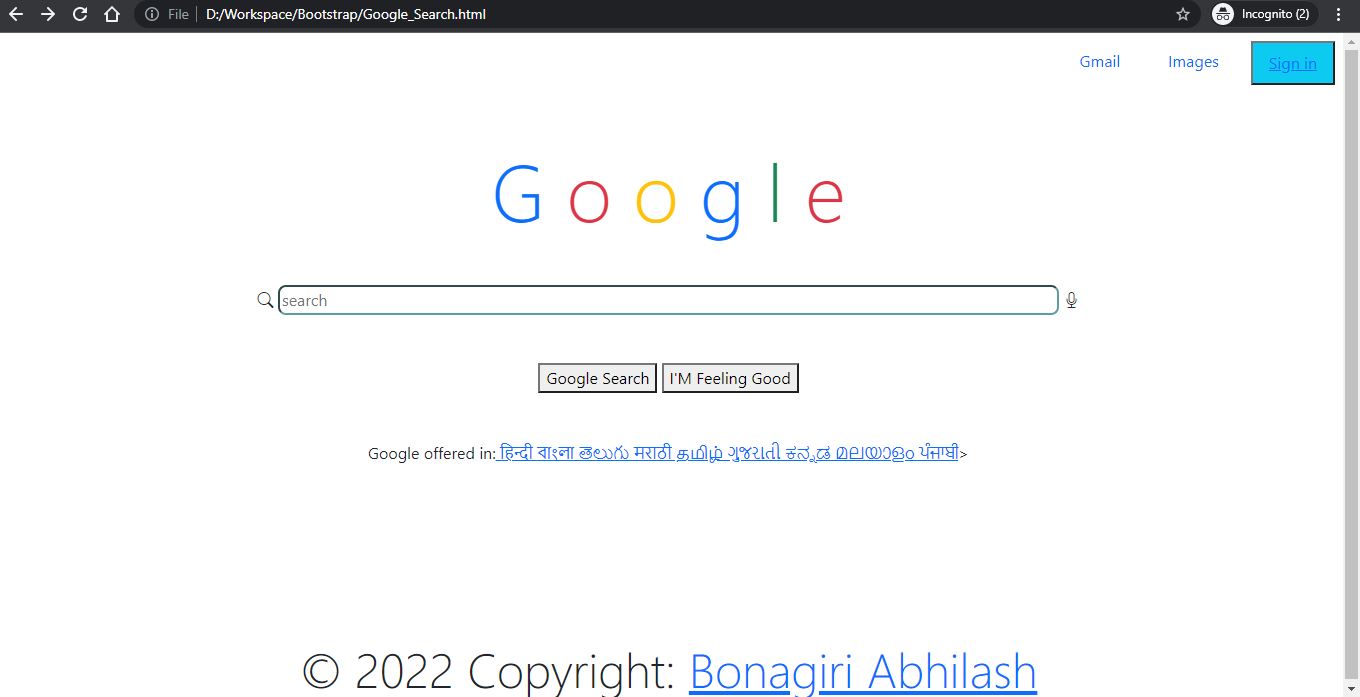 File D:/Workspace/Bootstrap/Google_Search.html Incognito (2)
Gmail Images Sign in
G o o g l e
search
Google Search I'M Feeling Good
Google offered in: हिन्दी বাংলা తెలుగు मराठी தமிழ் ગુજરાતી ಕನ್ನಡ മലയാളം ਪੰਜਾਬੀ>
© 2022 Copyright: Bonagiri Abhilash